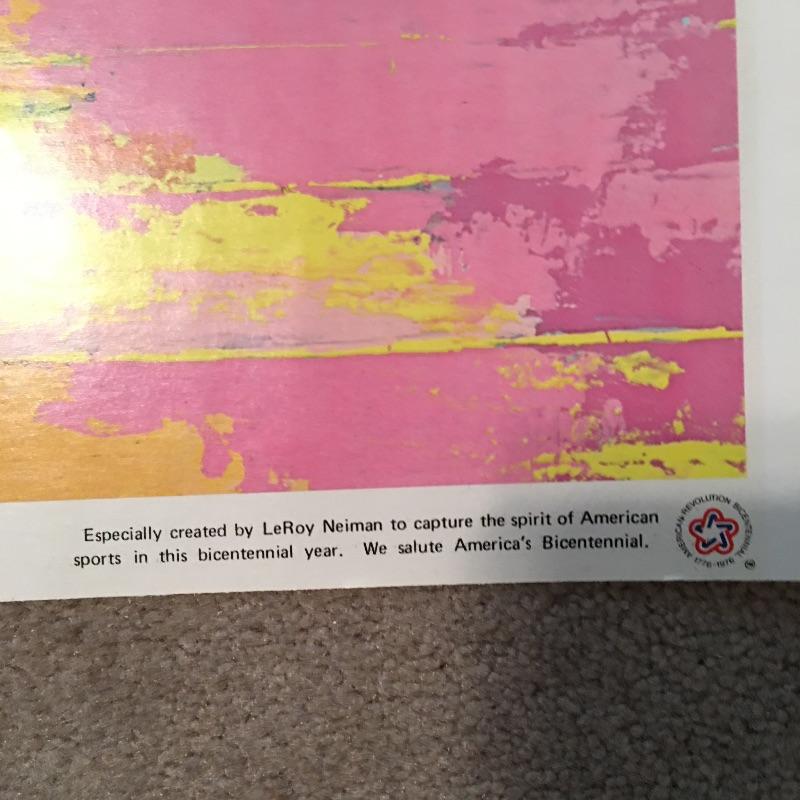 Especially created by LeRoy Neiman to capture the spirit of American
sports in this bicentennial year. We salute America's Bicentennial.
AMERICAN REVOLUTION BICENTENNIAL
1776-1976